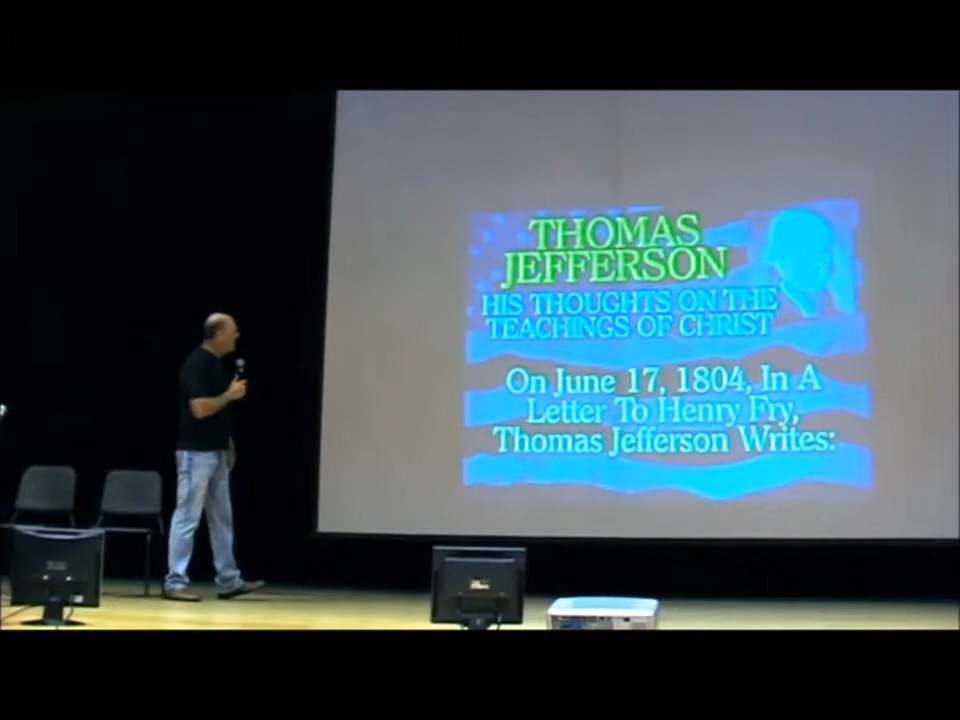 THOMAS
JEFFERSON
HIS THOUGHTS ON THE
TEACHINGS OF CHRIST
On June 17, 1804, In A
Letter To Henry Fry,
Thomas Jefferson Writes: